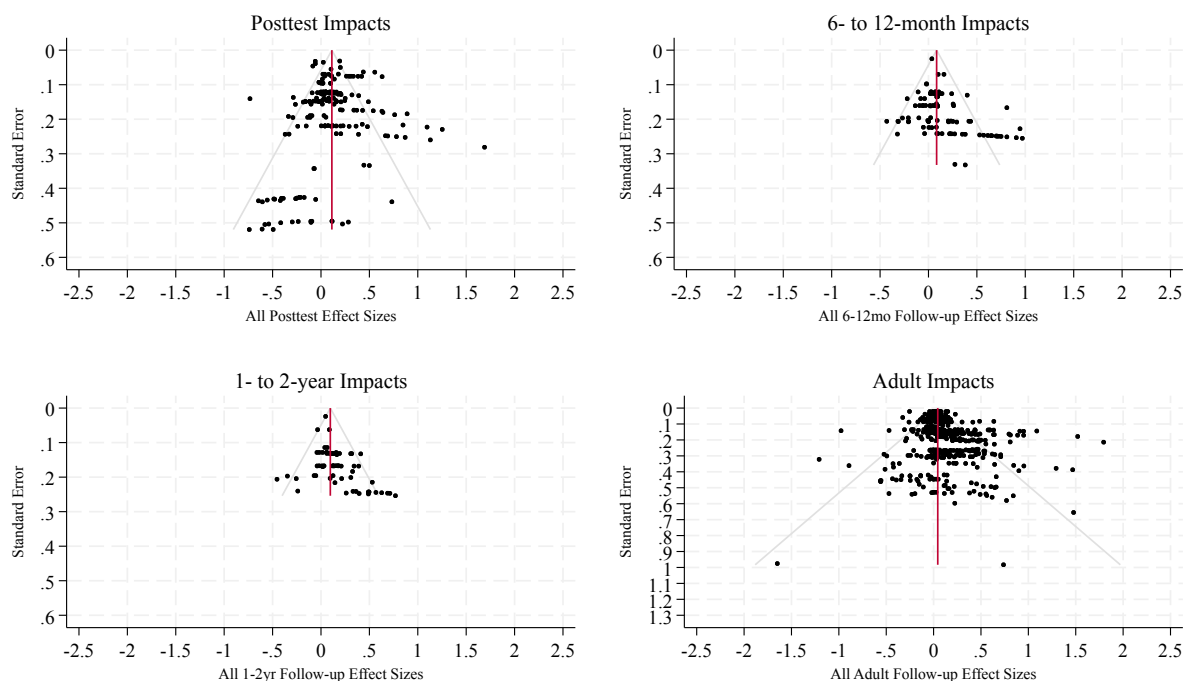 Posttest Impacts
0
.1
.2
.3
.4
.5
.6
Standard Error
-2.5 -2 -1.5 -1 -.5 0 .5 1 1.5 2 2.5
All Posttest Effect Sizes
6- to 12-month Impacts
0
.1
.2
.3
.4
.5
.6
Standard Error
-2.5 -2 -1.5 -1 -.5 0 .5 1 1.5 2 2.5
All 6-12mo Follow-up Effect Sizes
1- to 2-year Impacts
0
.1
.2
.3
.4
.5
.6
Standard Error
-2.5 -2 -1.5 -1 -.5 0 .5 1 1.5 2 2.5
All 1-2yr Follow-up Effect Sizes
Adult Impacts
0
.1
.2
.3
.4
.5
.6
.7
.8
.9
1
1.1
1.2
1.3
Standard Error
-2.5 -2 -1.5 -1 -.5 0 .5 1 1.5 2 2.5
All Adult Follow-up Effect Sizes